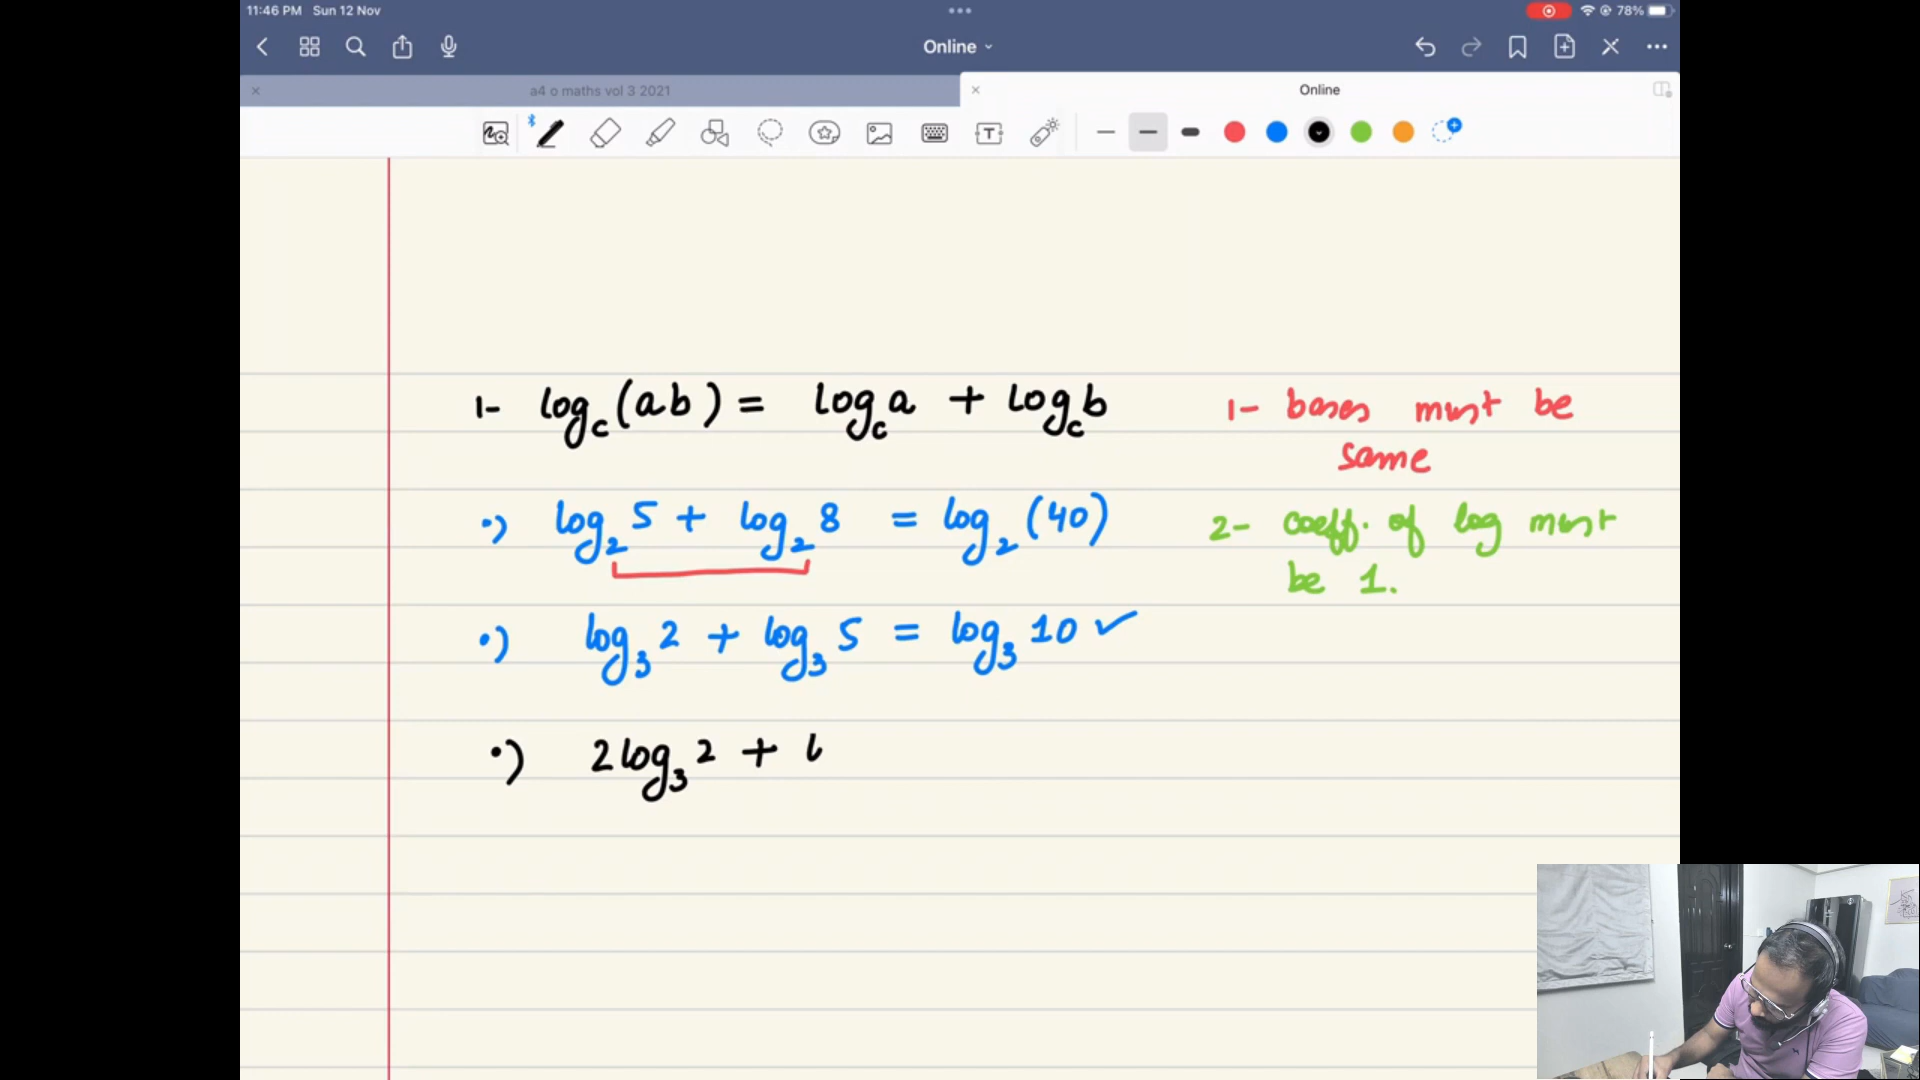 11:46 PM Sun 12 Nov 78%
Online
a4 o maths vol 3 2021 Online
1- log_c(ab) = log_c a + log_c b
1- bases must be
same
•) log_2 5 + log_2 8 = log_2 (40)
2- coeff. of log must
be 1.
•) log_3 2 + log_3 5 = log_3 10 ✓
•) 2log_3 2 + l